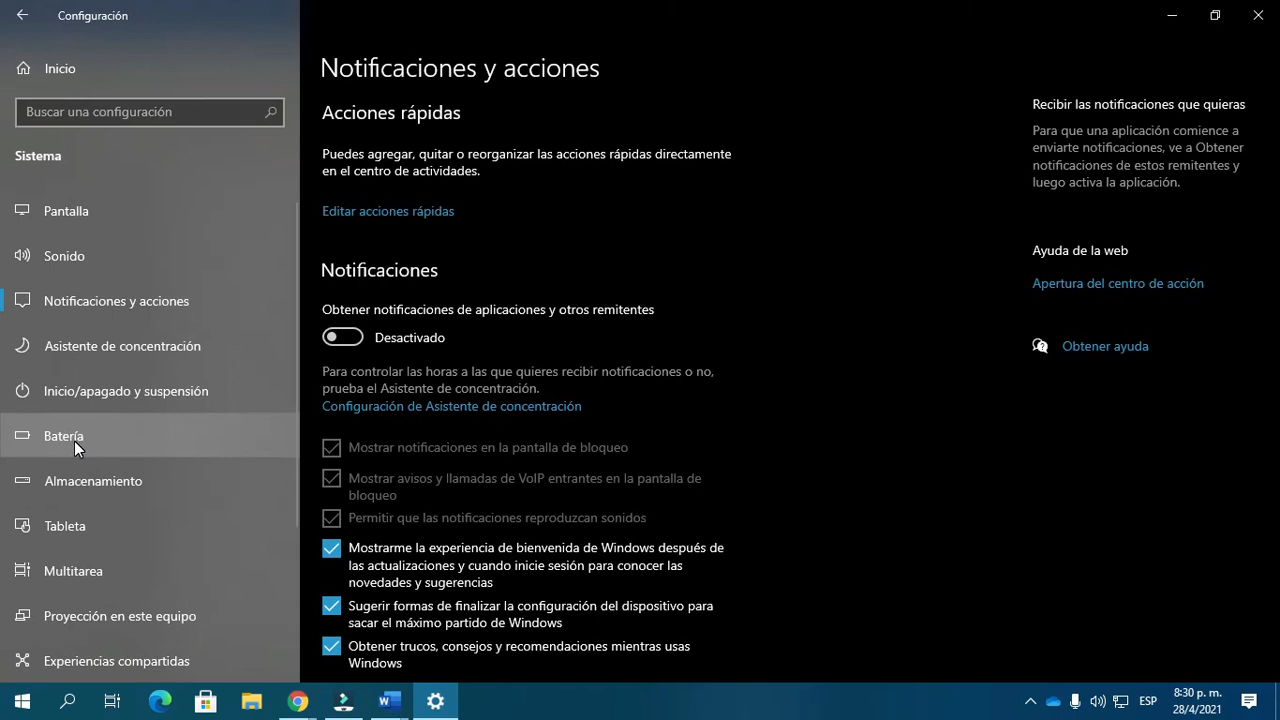 Configuración
Inicio
Buscar una configuración
Sistema
Pantalla
Sonido
Notificaciones y acciones
Asistente de concentración
Inicio/apagado y suspensión
Batería
Almacenamiento
Tableta
Multitarea
Proyección en este equipo
Experiencias compartidas
Notificaciones y acciones
Acciones rápidas
Puedes agregar, quitar o reorganizar las acciones rápidas directamente
en el centro de actividades.
Editar acciones rápidas
Notificaciones
Obtener notificaciones de aplicaciones y otros remitentes
Desactivado
Para controlar las horas a las que quieres recibir notificaciones o no,
prueba el Asistente de concentración.
Configuración de Asistente de concentración
Mostrar notificaciones en la pantalla de bloqueo
Mostrar avisos y llamadas de VoIP entrantes en la pantalla de
bloqueo
Permitir que las notificaciones reproduzcan sonidos
Mostrarme la experiencia de bienvenida de Windows después de
las actualizaciones y cuando inicie sesión para conocer las
novedades y sugerencias
Sugerir formas de finalizar la configuración del dispositivo para
sacar el máximo partido de Windows
Obtener trucos, consejos y recomendaciones mientras usas
Windows
Recibir las notificaciones que quieras
Para que una aplicación comience a
enviarte notificaciones, ve a Obtener
notificaciones de estos remitentes y
luego activa la aplicación.
Ayuda de la web
Apertura del centro de acción
Obtener ayuda
ESP
8:30 p. m.
28/4/2021